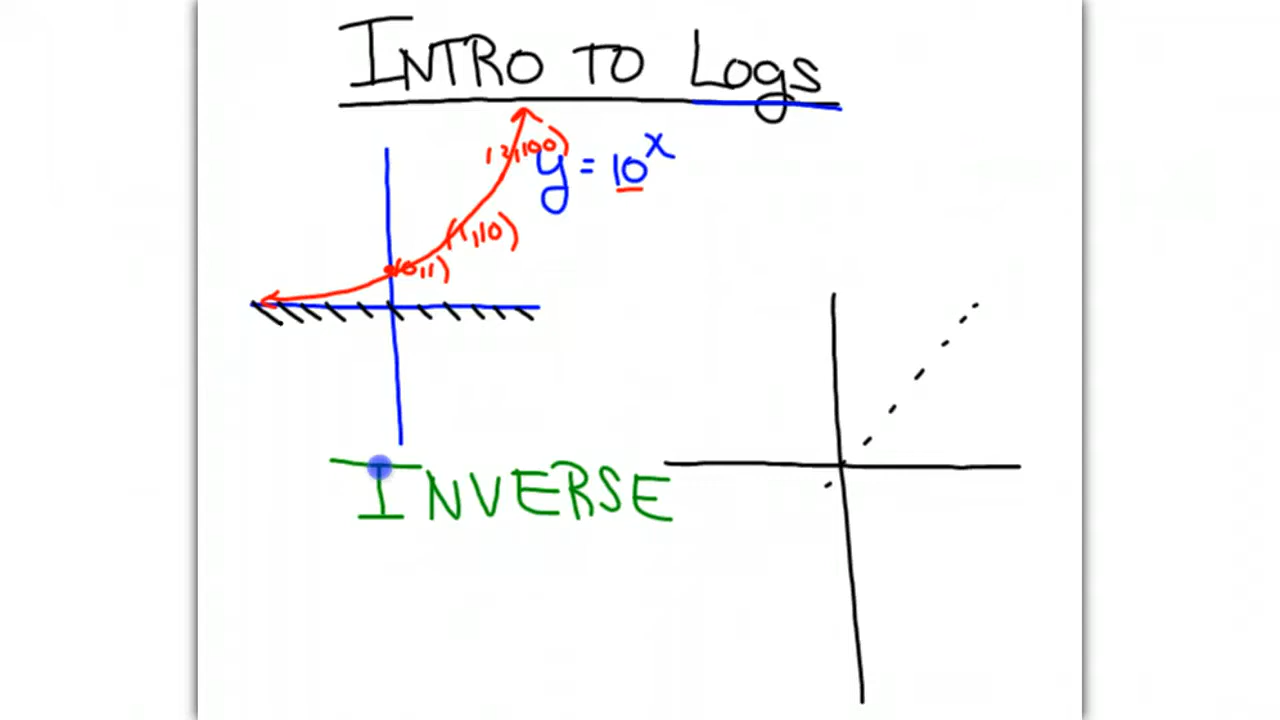 INTRO TO Logs
(2,100)
y = 10^x
(1,10)
(0,1)
INVERSE